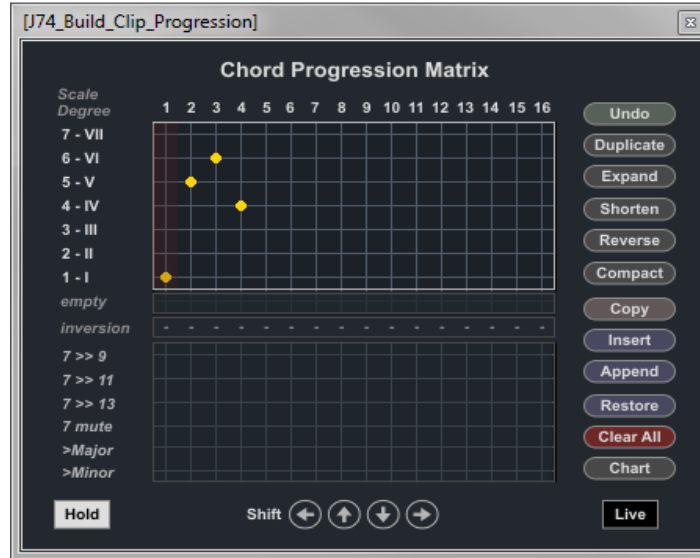 [J74_Build_Clip_Progression]
Chord Progression Matrix
Scale
Degree
1 2 3 4 5 6 7 8 9 10 11 12 13 14 15 16
7 - VII
6 - VI
5 - V
4 - IV
3 - III
2 - II
1 - I
empty
inversion - - - - - - - - - - - - - - - -
7 >> 9
7 >> 11
7 >> 13
7 mute
>Major
>Minor
Undo
Duplicate
Expand
Shorten
Reverse
Compact
Copy
Insert
Append
Restore
Clear All
Chart
Hold
Shift
Live